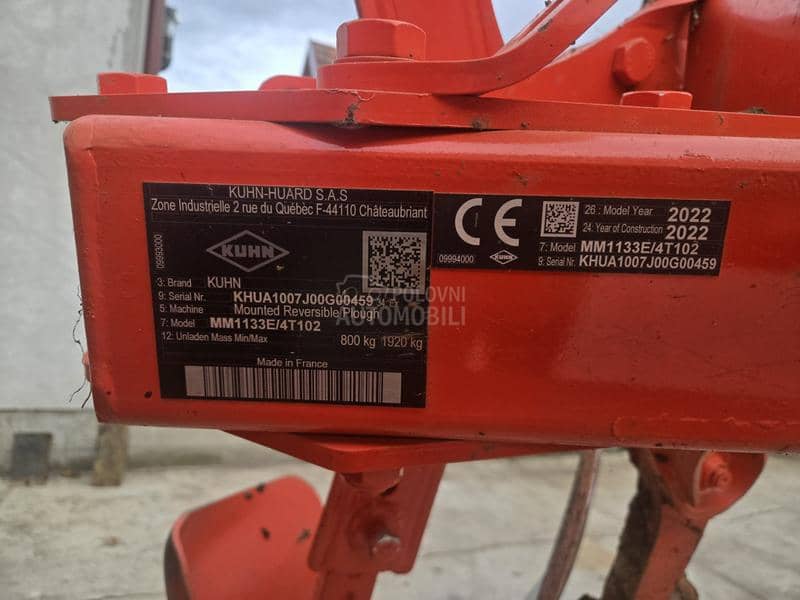 KUHN-HUARD S.A.S
Zone Industrielle 2 rue du Québec F-44110 Châteaubriant
09993000
KUHN
3: Brand KUHN
9: Serial Nr. KHUA1007J00G00459
5: Machine Mounted Reversible/Plough
7: Model MM1133E/4T102
12: Unladen Mass Min/Max 800 kg 1920 kg
Made in France
CE
09994000
KUHN
26: Model Year 2022
24: Year of Construction 2022
7: Model MM1133E/4T102
9: Serial Nr. KHUA1007J00G00459
POLOVNI
AUTOMOBILI